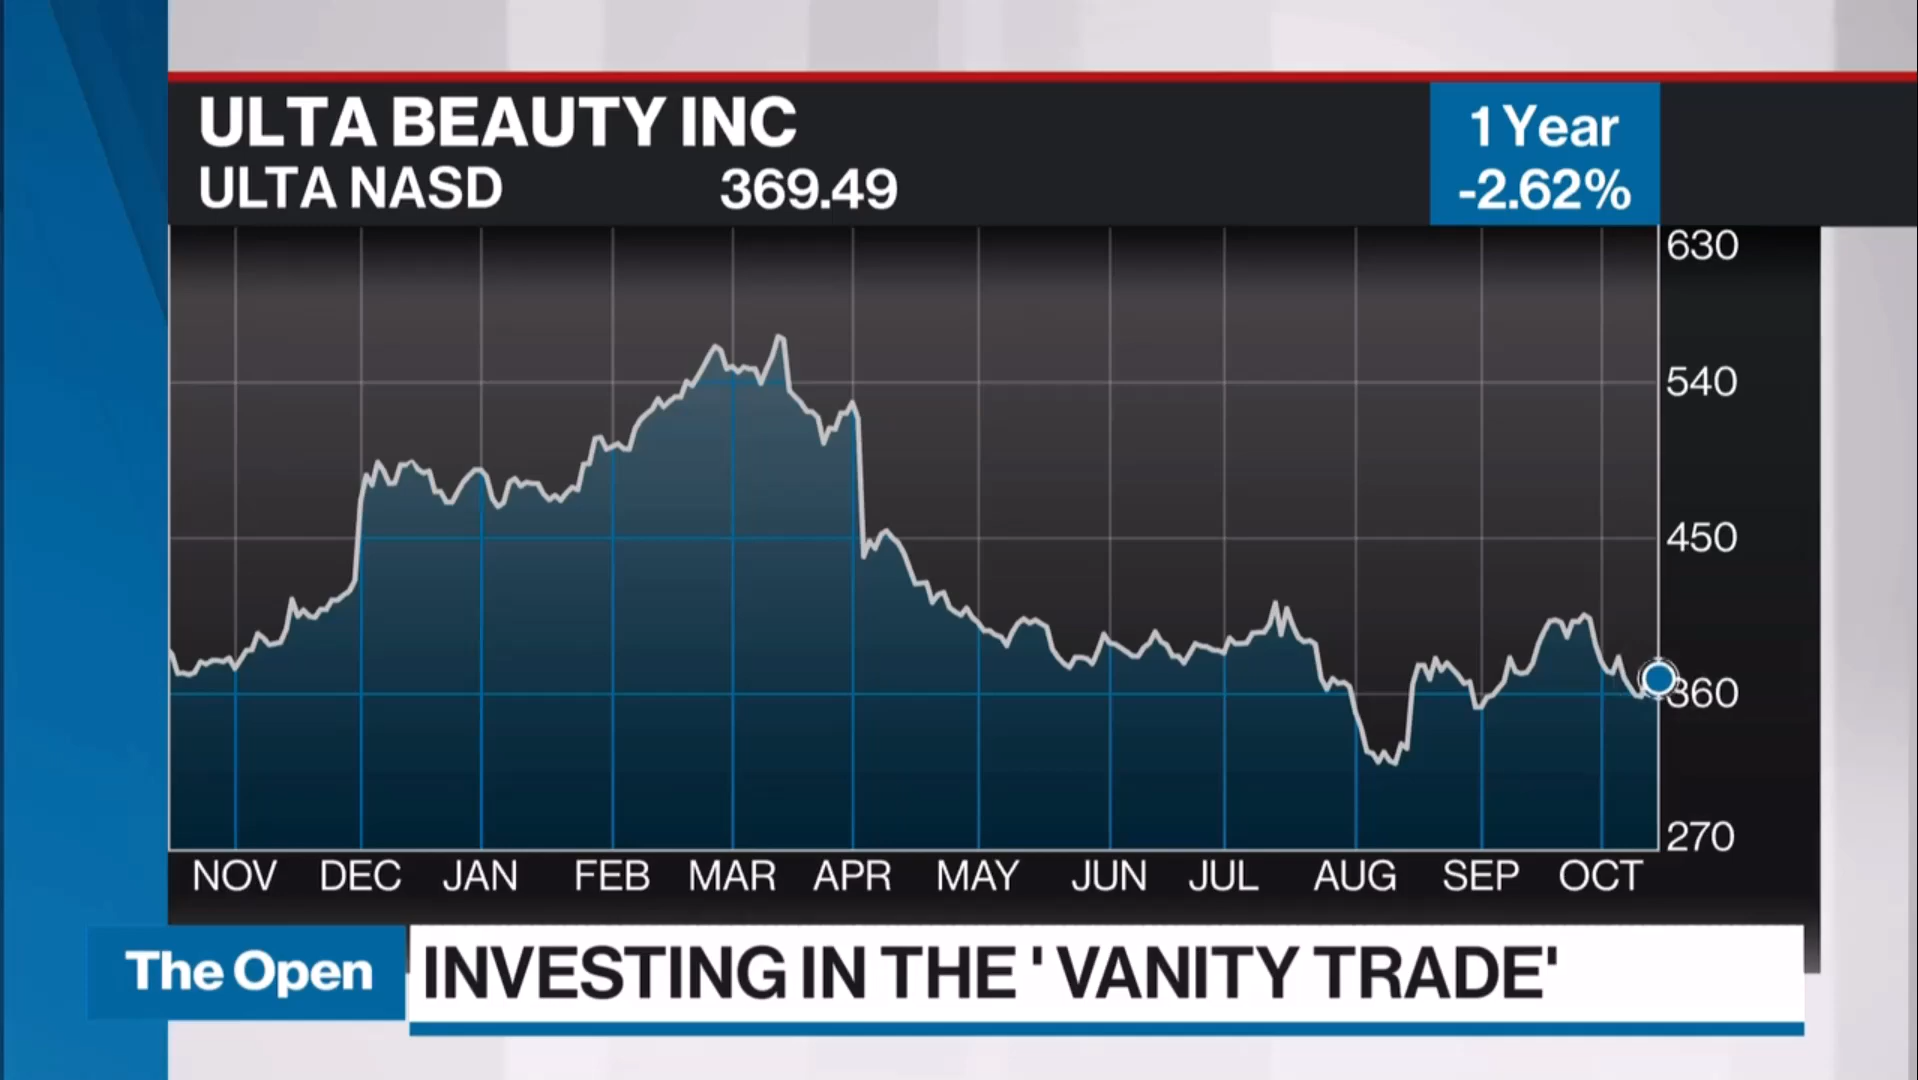 ULTA BEAUTY INC
ULTA NASD 369.49
1 Year
-2.62%
630
540
450
360
270
NOV DEC JAN FEB MAR APR MAY JUN JUL AUG SEP OCT
The Open
INVESTING IN THE 'VANITY TRADE'